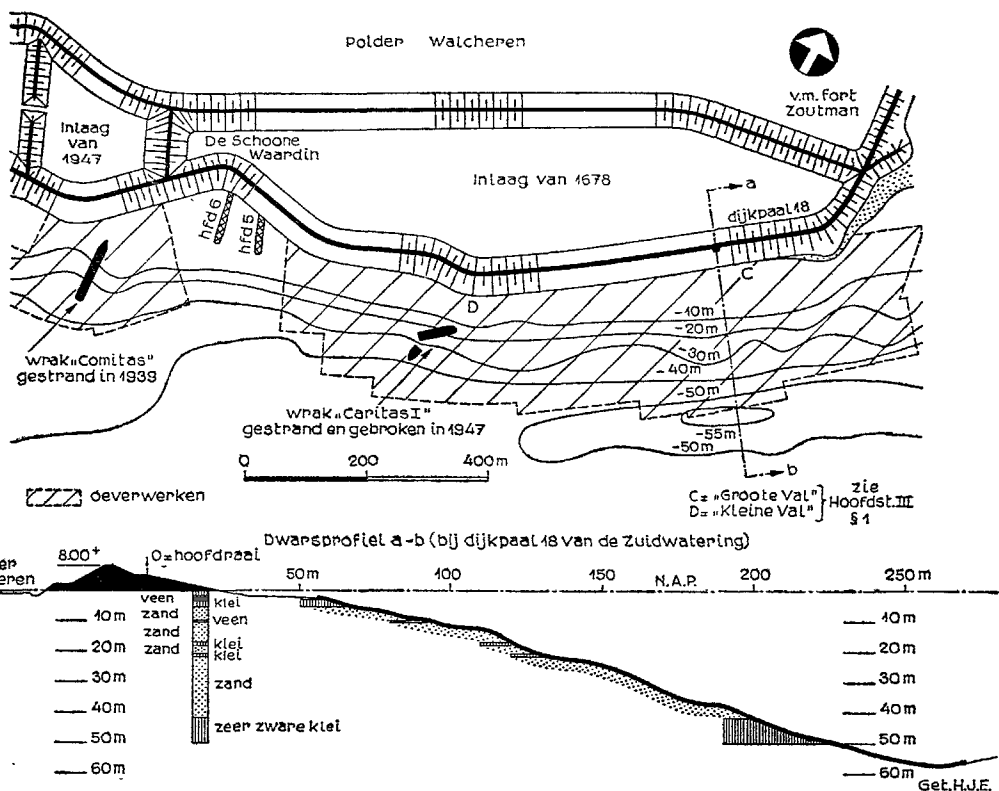 Polder Walcheren
v.m. fort
Zoutman
Inlaag
van
1947
De Schoone
Waardin
Inlaag van 1678
a
dijkpaal 18
hfd 6
hfd 5
C
D
-10m
-20m
-30m
-40m
-50m
-55m
-50m
b
wrak „Comitas"
gestrand in 1939
wrak „Caritas I"
gestrand en gebroken in 1947
0 200 400m
oeverwerken
C= „Groote Val"
D= „Kleine Val"
zie
Hoofdst. III
§ 1
Dwarsprofiel a-b (bij dijkpaal 18 van de Zuidwatering)
8.00+
0=hoofdraai
50m 100 150 N.A.P. 200 250m
veen
klei
zand
veen
zand
klei
zand
klei
zand
zeer zware klei
10m
20m
30m
40m
50m
60m
10m
20m
30m
40m
50m
60m
Get. H.J.E.